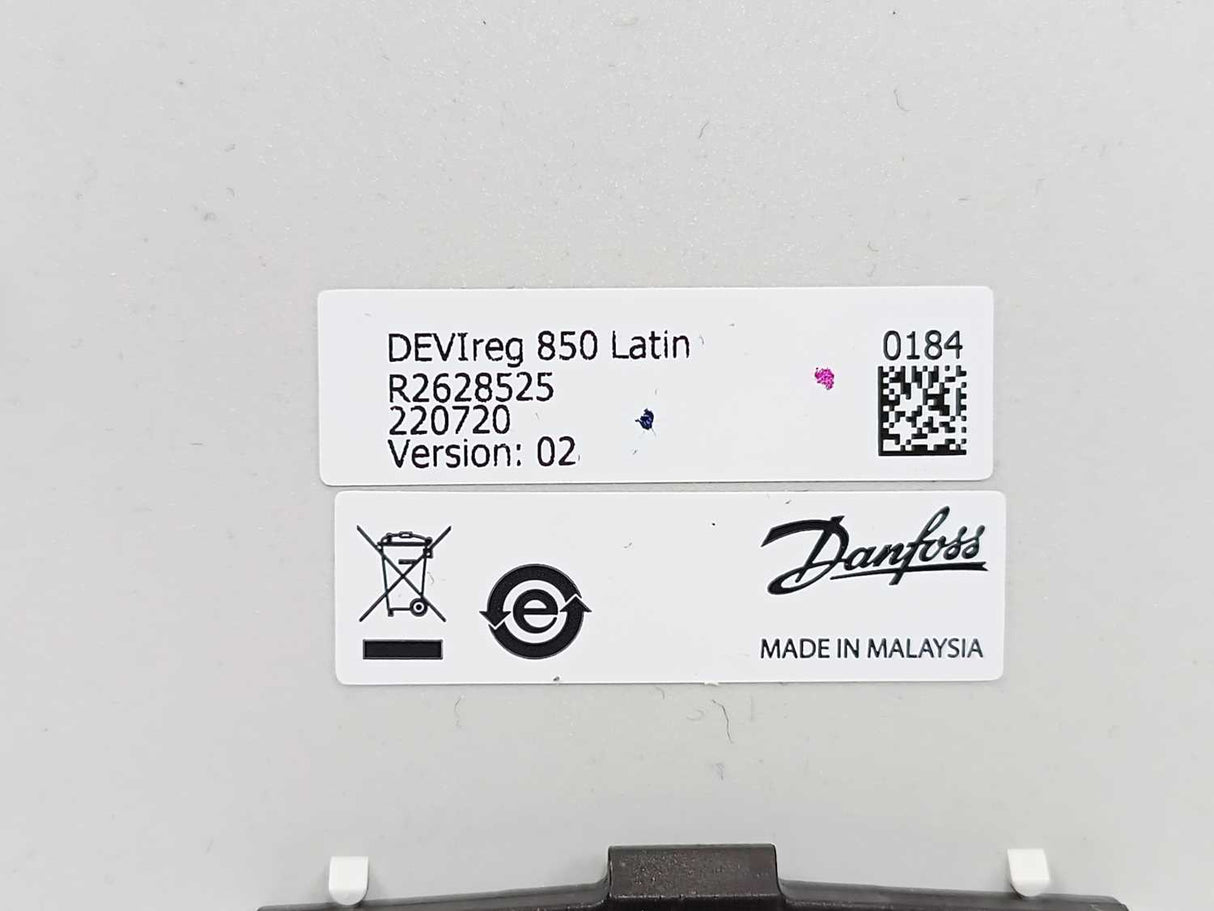 DEVIreg 850 Latin
R2628525
220720
Version: 02
0184
e
Danfoss
MADE IN MALAYSIA